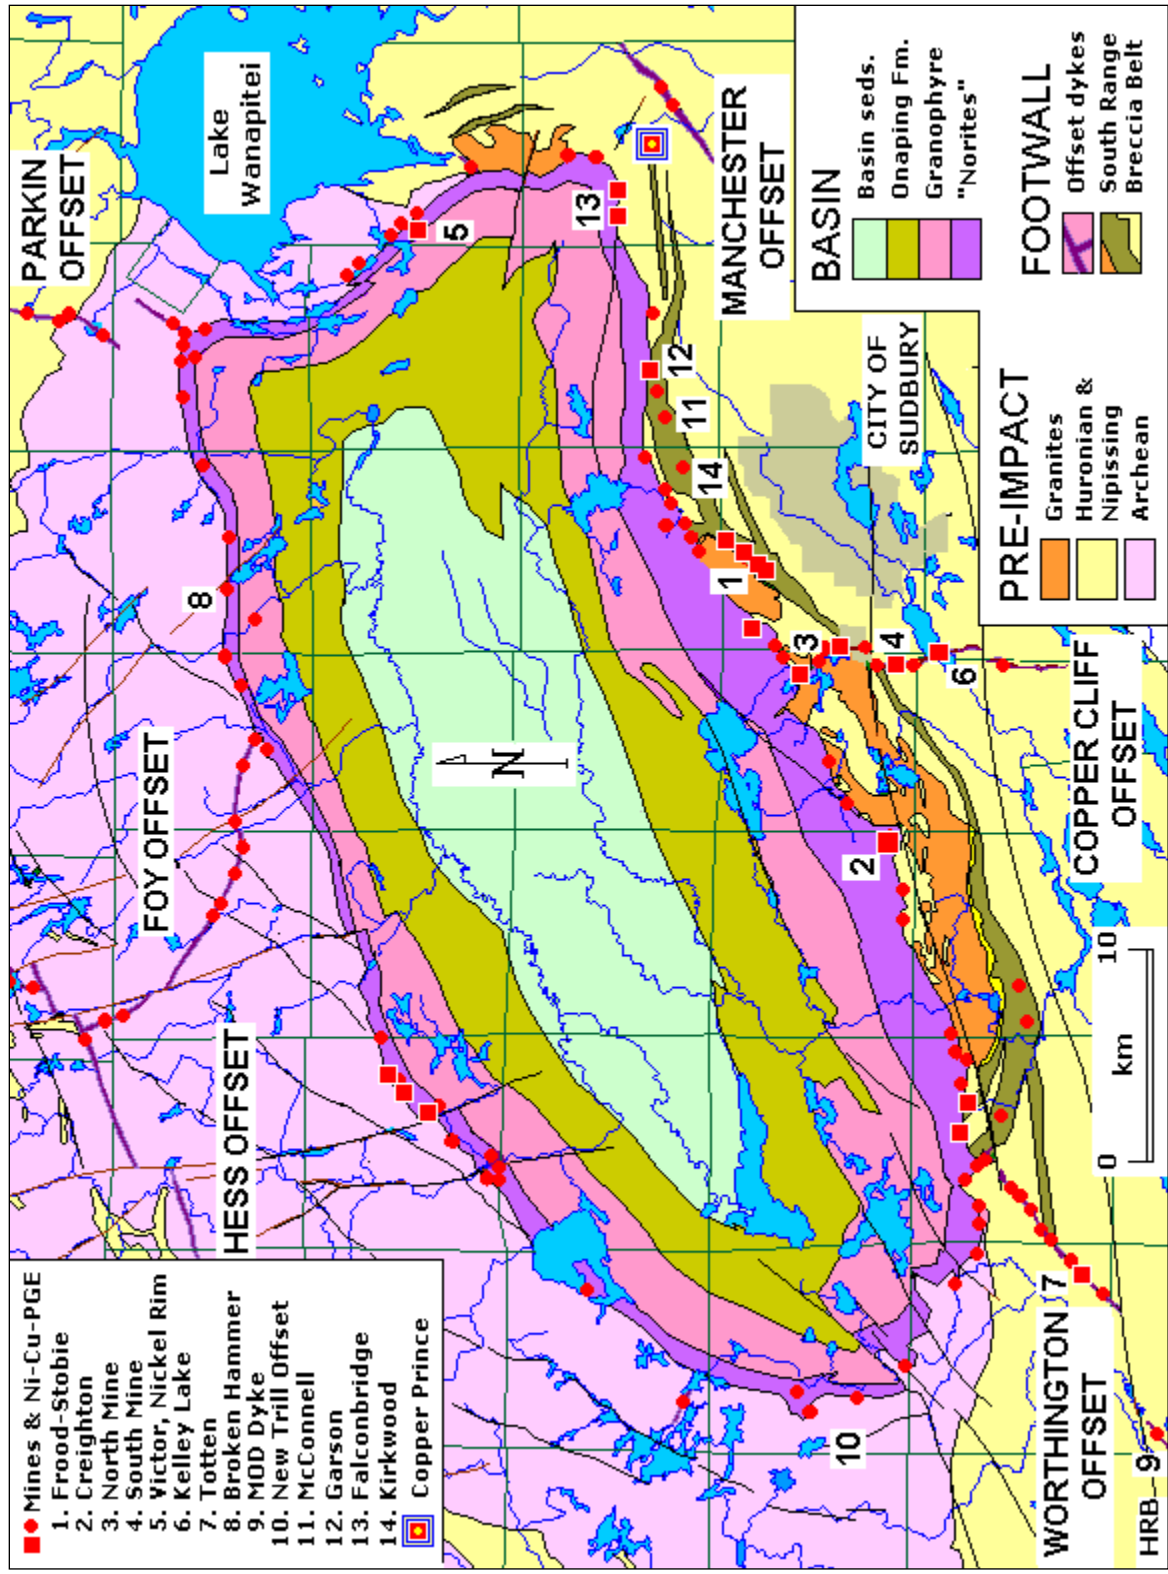 Mines & Ni-Cu-PGE
1. Frood-Stobie
2. Creighton
3. North Mine
4. South Mine
5. Victor, Nickel Rim
6. Kelley Lake
7. Totten
8. Broken Hammer
9. MOD Dyke
10. New Trill Offset
11. McConnell
12. Garson
13. Falconbridge
14. Kirkwood
Copper Prince
HESS OFFSET
FOY OFFSET
PARKIN
OFFSET
Lake
Wanapitei
8
5
N
13
MANCHESTER
OFFSET
12
11
14
1
CITY OF
SUDBURY
3
4
6
2
10
COPPER CLIFF
OFFSET
WORTHINGTON
OFFSET
7
HRB
9
0
km
10
BASIN
Basin seds.
Onaping Fm.
Granophyre
"Norites"
PRE-IMPACT
Granites
Huronian &
Nipissing
Archean
FOOTWALL
Offset dykes
South Range
Breccia Belt